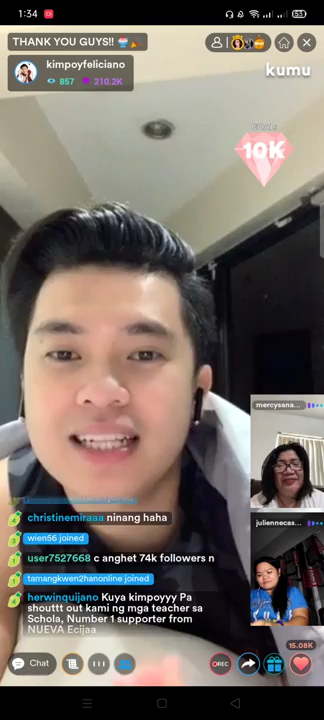 1:34
53
THANK YOU GUYS!!
kimpoyfeliciano
857 210.2K
kumu
GOAL:
10K
mercysana...
christinemiraaa ninang haha
wien56 joined
user7527668 c anghet 74k followers n
tamangkwen2hanonline joined
herwinquijano Kuya kimpoyyy Pa
shouttt out kami ng mga teacher sa
Schola, Number 1 supporter from
NUEVA Ecijaa
juliennecas...
15.08K
Chat
REC